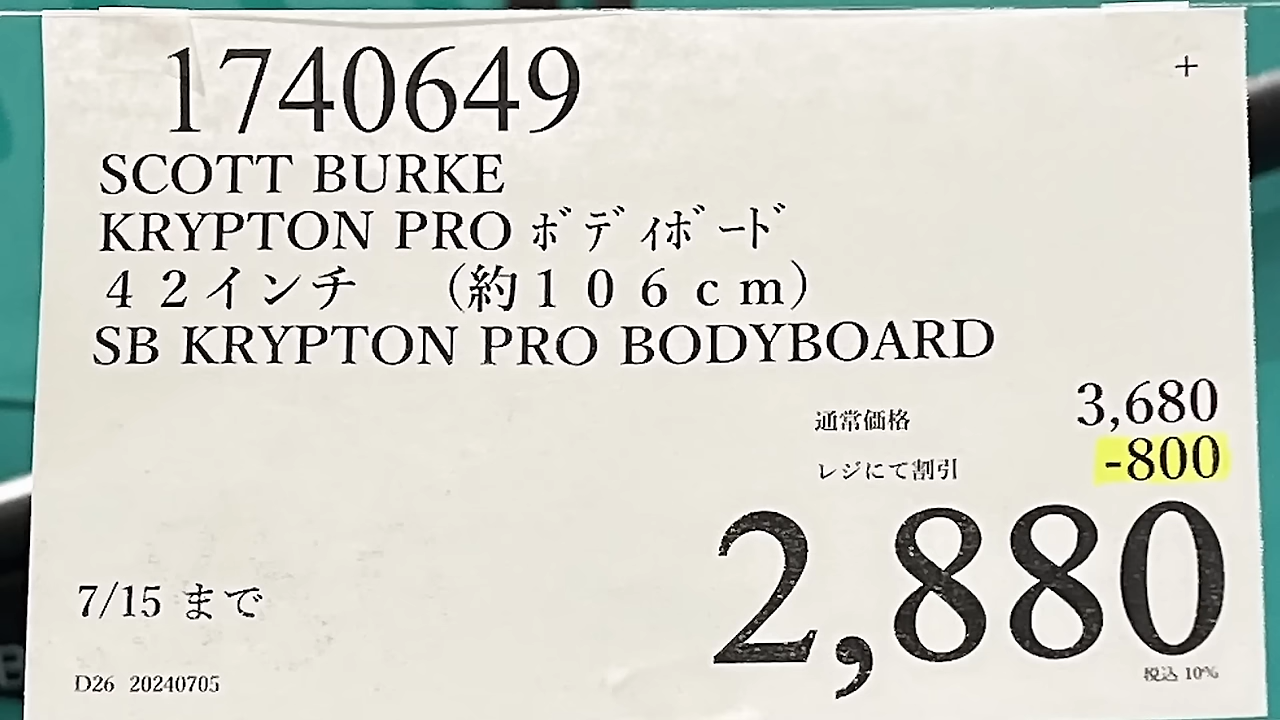 1740649
+
SCOTT BURKE
KRYPTON PRO ﾎﾞﾃﾞｨﾎﾞｰﾄﾞ
４２インチ　（約１０６ｃｍ）
SB KRYPTON PRO BODYBOARD
通常価格 3,680
レジにて割引 -800
2,880
7/15 まで
税込 10%
D26 20240705